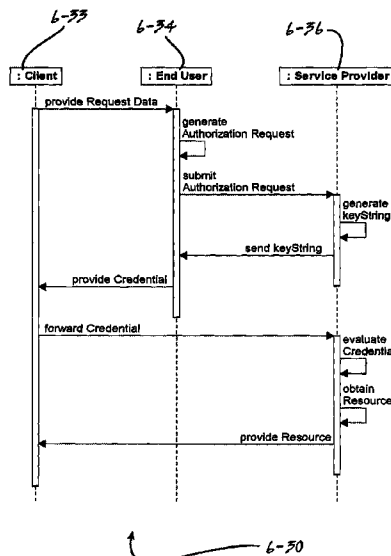 6-33
6-34
6-36
: Client
: End User
: Service Provider
provide Request Data
generate
Authorization Request
submit
Authorization Request
generate
keyString
send keyString
provide Credential
forward Credential
evaluate
Credential
obtain
Resource
provide Resource
6-30